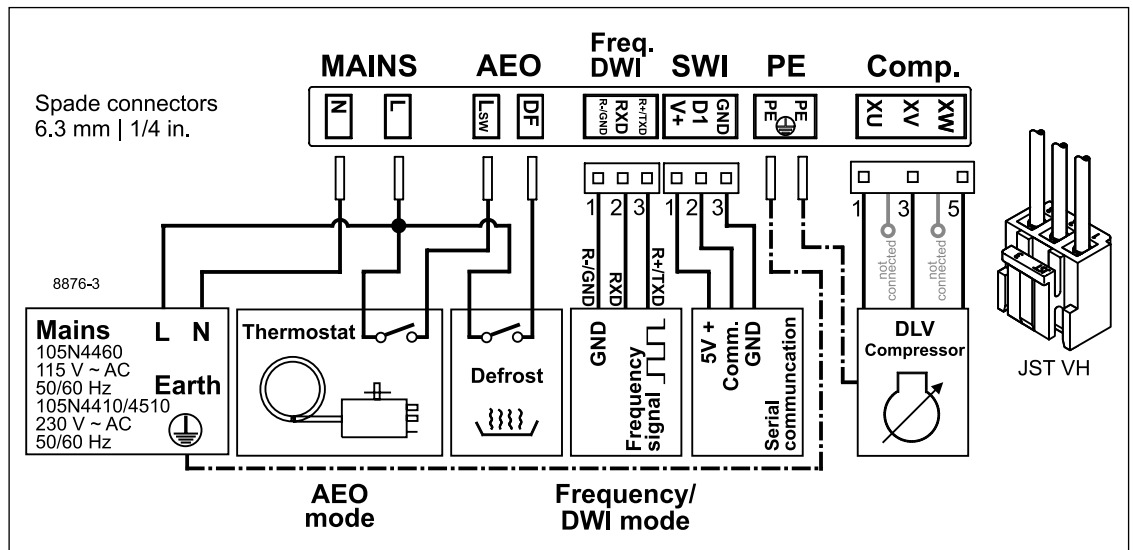 MAINS AEO Freq. DWI SWI PE Comp.
Spade connectors
6.3 mm | 1/4 in.
N L LSW DF R-/GND RXD R+/TXD V+ D1 GND PE PE XU XV XW
1 2 3 1 2 3 1 3 5
R-/GND RXD R+/TXD
not connected
not connected
8876-3
JST VH
Mains L N
105N4460
115 V ~ AC
50/60 Hz
Earth
105N4410/4510
230 V ~ AC
50/60 Hz
Thermostat
Defrost
GND
Frequency
signal
5V +
Comm.
GND
Serial
communcation
DLV
Compressor
AEO
mode
Frequency/
DWI mode